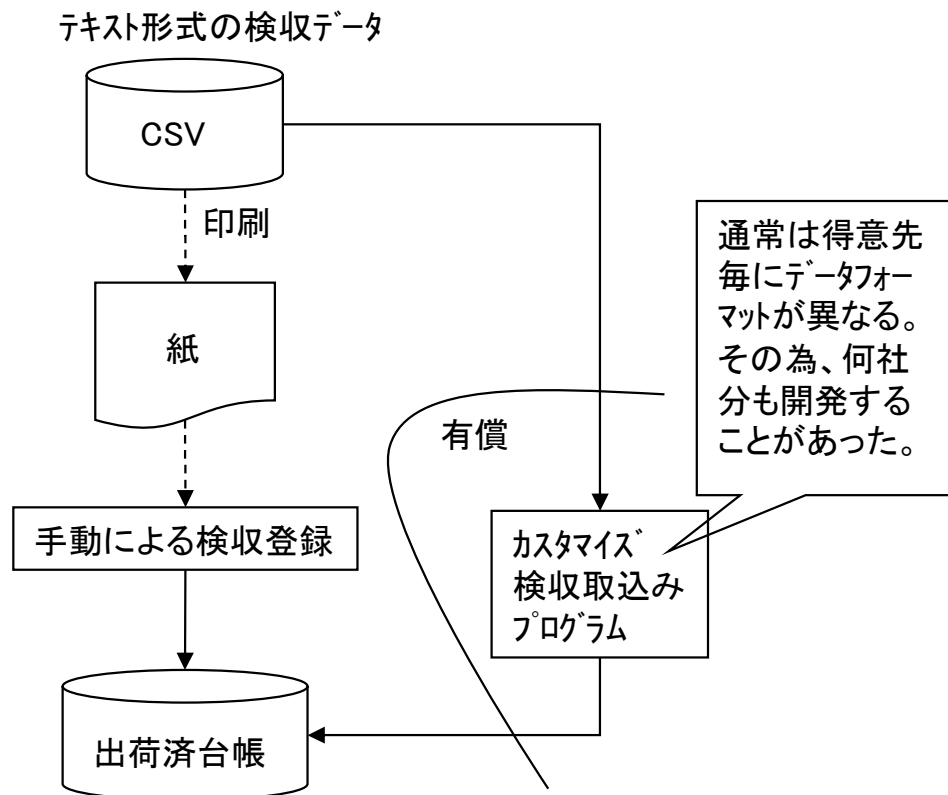 ﾃｷｽﾄ形式の検収ﾃﾞｰﾀ
CSV
印刷
紙
手動による検収登録
出荷済台帳
有償
ｶｽﾀﾏｲｽﾞ
検収取込み
ﾌﾟﾛｸﾞﾗﾑ
通常は得意先
毎にﾃﾞｰﾀﾌｫｰ
ﾏｯﾄが異なる。
その為、何社
分も開発する
ことがあった。